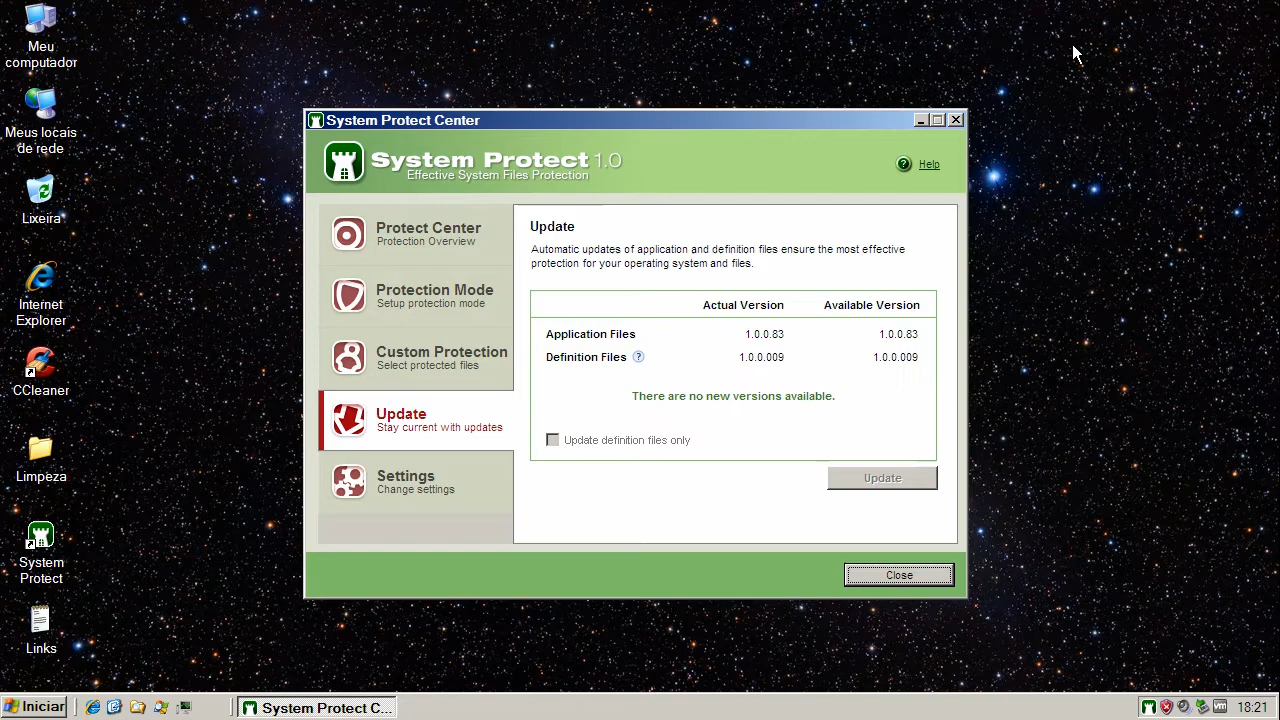 Meu
computador
Meus locais
de rede
Lixeira
Internet
Explorer
CCleaner
Limpeza
System
Protect
Links
System Protect Center
System Protect 1.0
Effective System Files Protection
Help
Protect Center
Protection Overview
Protection Mode
Setup protection mode
Custom Protection
Select protected files
Update
Stay current with updates
Settings
Change settings
Update
Automatic updates of application and definition files ensure the most effective
protection for your operating system and files.
Actual Version Available Version
Application Files 1.0.0.83 1.0.0.83
Definition Files ? 1.0.0.009 1.0.0.009
There are no new versions available.
Update definition files only
Update
Close
Iniciar
System Protect C...
18:21